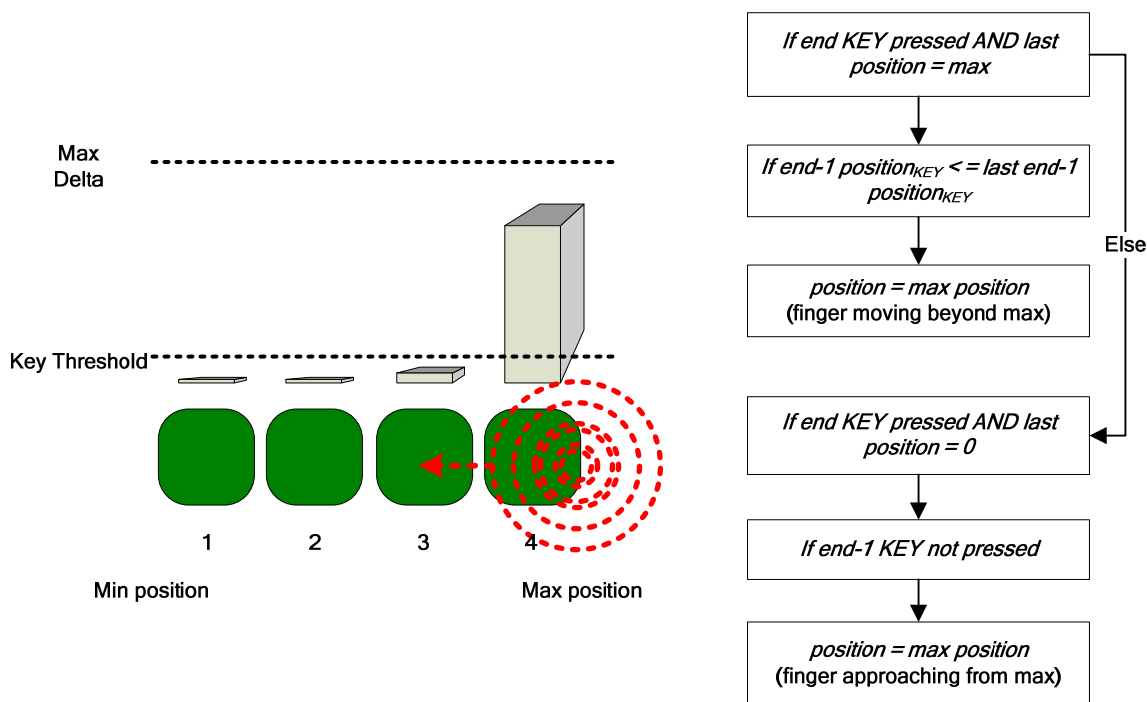 Max
Delta
Key Threshold
1 2 3 4
Min position Max position
If end KEY pressed AND last
position = max
If end-1 positionKEY < = last end-1
positionKEY
position = max position
(finger moving beyond max)
Else
If end KEY pressed AND last
position = 0
If end-1 KEY not pressed
position = max position
(finger approaching from max)